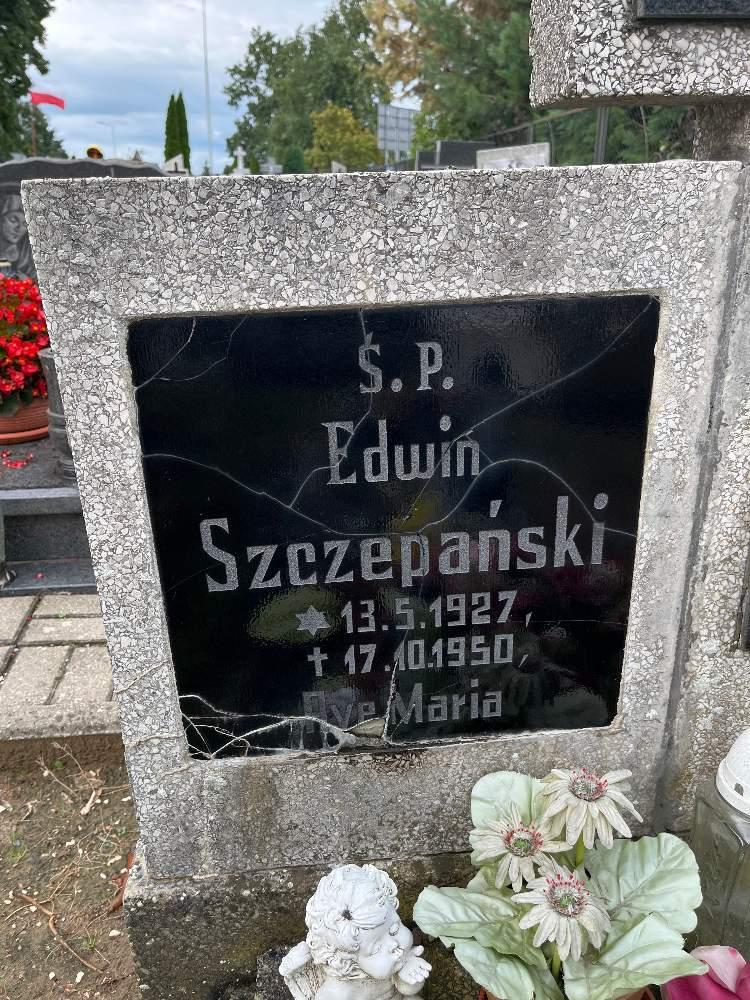 Ś. P.
Edwin
Szczepański
✶ 13.5.1927,
✝ 17.10.1950,
Ave Maria